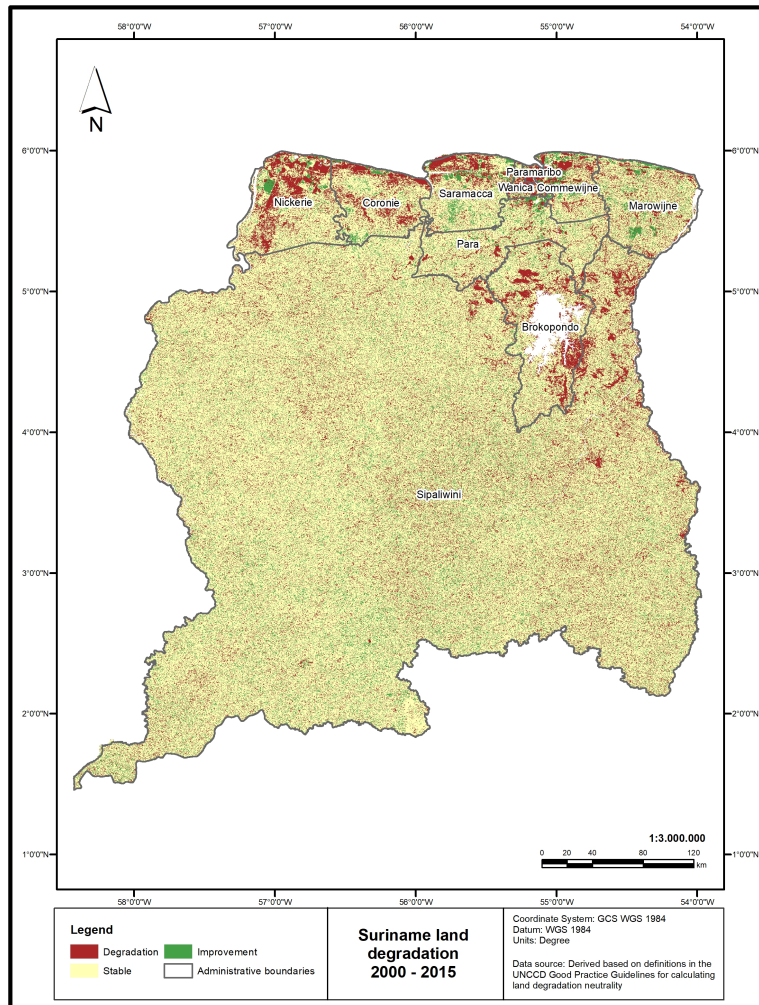 58°0'0"W 57°0'0"W 56°0'0"W 55°0'0"W 54°0'0"W
N
6°0'0"N 6°0'0"N
Paramaribo
Wanica Commewijne
Saramacca
Nickerie
Coronie
Marowijne
Para
5°0'0"N 5°0'0"N
Brokopondo
4°0'0"N 4°0'0"N
Sipaliwini
3°0'0"N 3°0'0"N
2°0'0"N 2°0'0"N
1:3.000.000
1°0'0"N 1°0'0"N
0 20 40 80 120
km
58°0'0"W 57°0'0"W 56°0'0"W 55°0'0"W 54°0'0"W
Legend
Degradation Improvement
Stable Administrative boundaries
Suriname land
degradation
2000 - 2015
Coordinate System: GCS WGS 1984
Datum: WGS 1984
Units: Degree
Data source: Derived based on definitions in the
UNCCD Good Practice Guidelines for calculating
land degradation neutrality